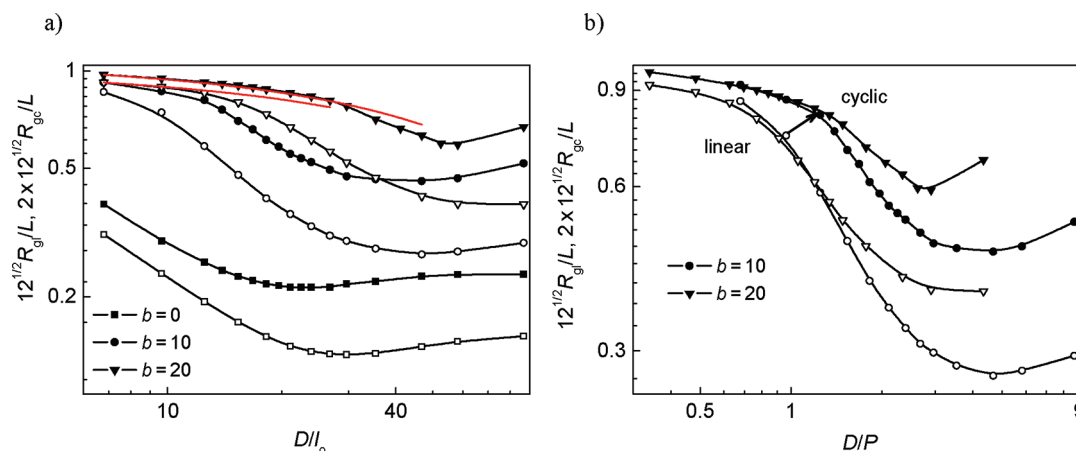 a)
12^{1/2}R_{gl}/L, 2 x 12^{1/2}R_{gc}/L
1
0.5
0.2
b = 0
b = 10
b = 20
10
40
D/l_o
b)
12^{1/2}R_{gl}/L, 2 x 12^{1/2}R_{gc}/L
0.9
0.6
0.3
cyclic
linear
b = 10
b = 20
0.5
1
9
D/P